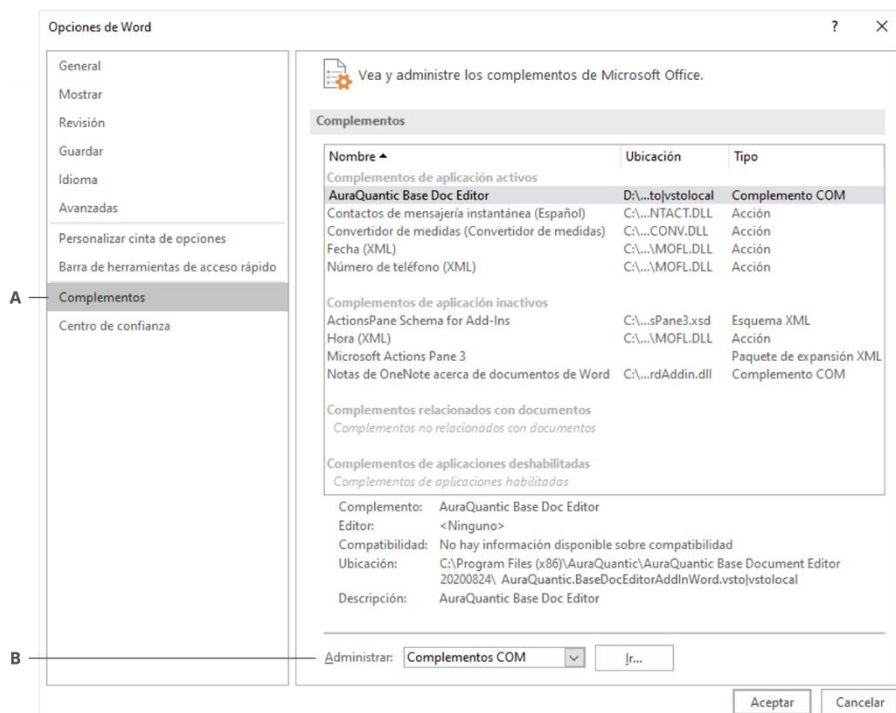 Opciones de Word ? X
General
Mostrar
Revisión
Guardar
Idioma
Avanzadas
Personalizar cinta de opciones
Barra de herramientas de acceso rápido
A Complementos
Centro de confianza
Vea y administre los complementos de Microsoft Office.
Complementos
Nombre Ubicación Tipo
Complementos de aplicación activos
AuraQuantic Base Doc Editor D:\...to|vstolocal Complemento COM
Contactos de mensajería instantánea (Español) C:\...NTACT.DLL Acción
Convertidor de medidas (Convertidor de medidas) C:\...CONV.DLL Acción
Fecha (XML) C:\...\MOFL.DLL Acción
Número de teléfono (XML) C:\...\MOFL.DLL Acción
Complementos de aplicación inactivos
ActionsPane Schema for Add-Ins C:\...sPane3.xsd Esquema XML
Hora (XML) C:\...\MOFL.DLL Acción
Microsoft Actions Pane 3 Paquete de expansión XML
Notas de OneNote acerca de documentos de Word C:\...rdAddin.dll Complemento COM
Complementos relacionados con documentos
Complementos no relacionados con documentos
Complementos de aplicaciones deshabilitadas
Complementos de aplicaciones habilitadas
Complemento: AuraQuantic Base Doc Editor
Editor: <Ninguno>
Compatibilidad: No hay información disponible sobre compatibilidad
Ubicación: C:\Program Files (x86)\AuraQuantic\AuraQuantic Base Document Editor
20200824\ AuraQuantic.BaseDocEditorAddInWord.vsto|vstolocal
Descripción: AuraQuantic Base Doc Editor
B Administrar: Complementos COM Ir...
Aceptar Cancelar